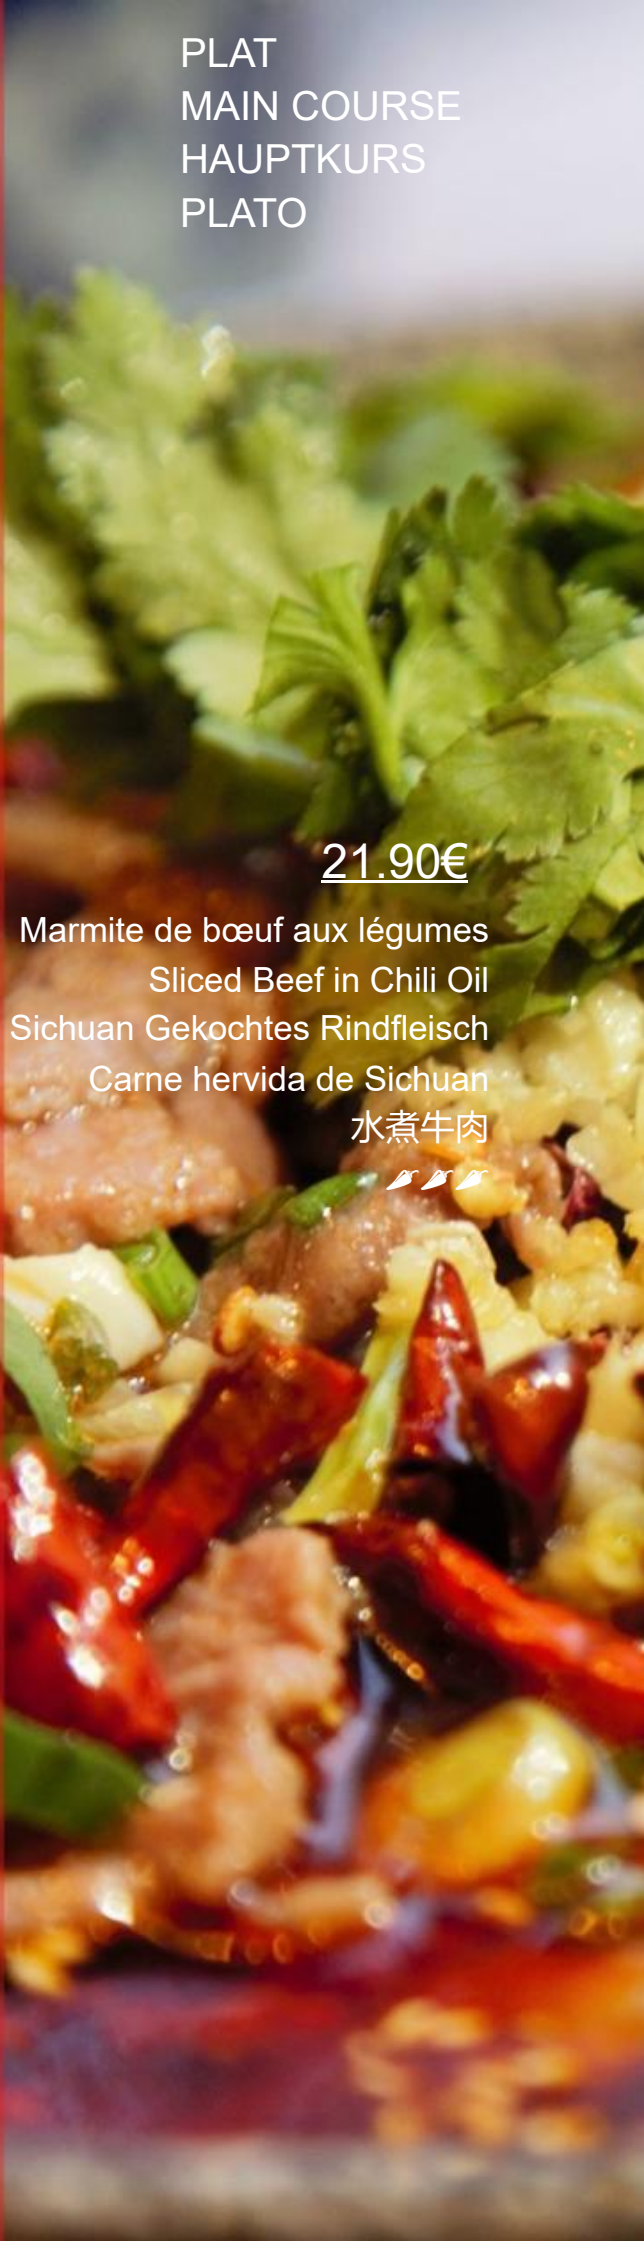 PLAT
MAIN COURSE
HAUPTKURS
PLATO
21.90€
Marmite de bœuf aux légumes
Sliced Beef in Chili Oil
Sichuan Gekochtes Rindfleisch
Carne hervida de Sichuan
水煮牛肉
🌶🌶🌶